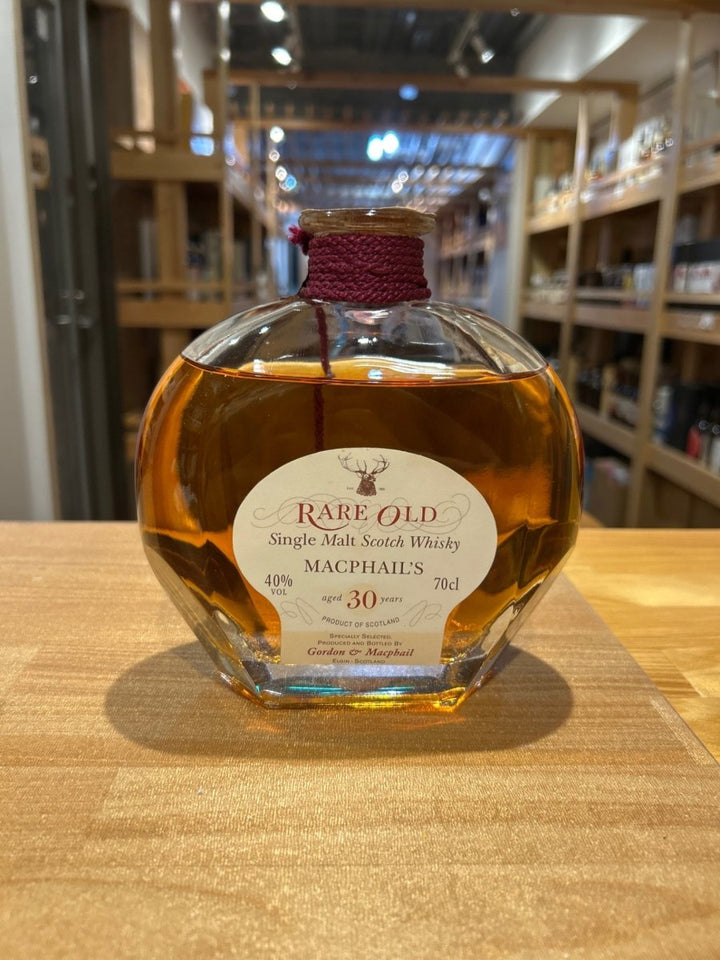 RARE OLD
Single Malt Scotch Whisky
MACPHAIL'S
40%
VOL
70cl
aged 30 years
PRODUCT OF SCOTLAND
SPECIALLY SELECTED,
PRODUCED AND BOTTLED BY
Gordon & Macphail
ELGIN · SCOTLAND